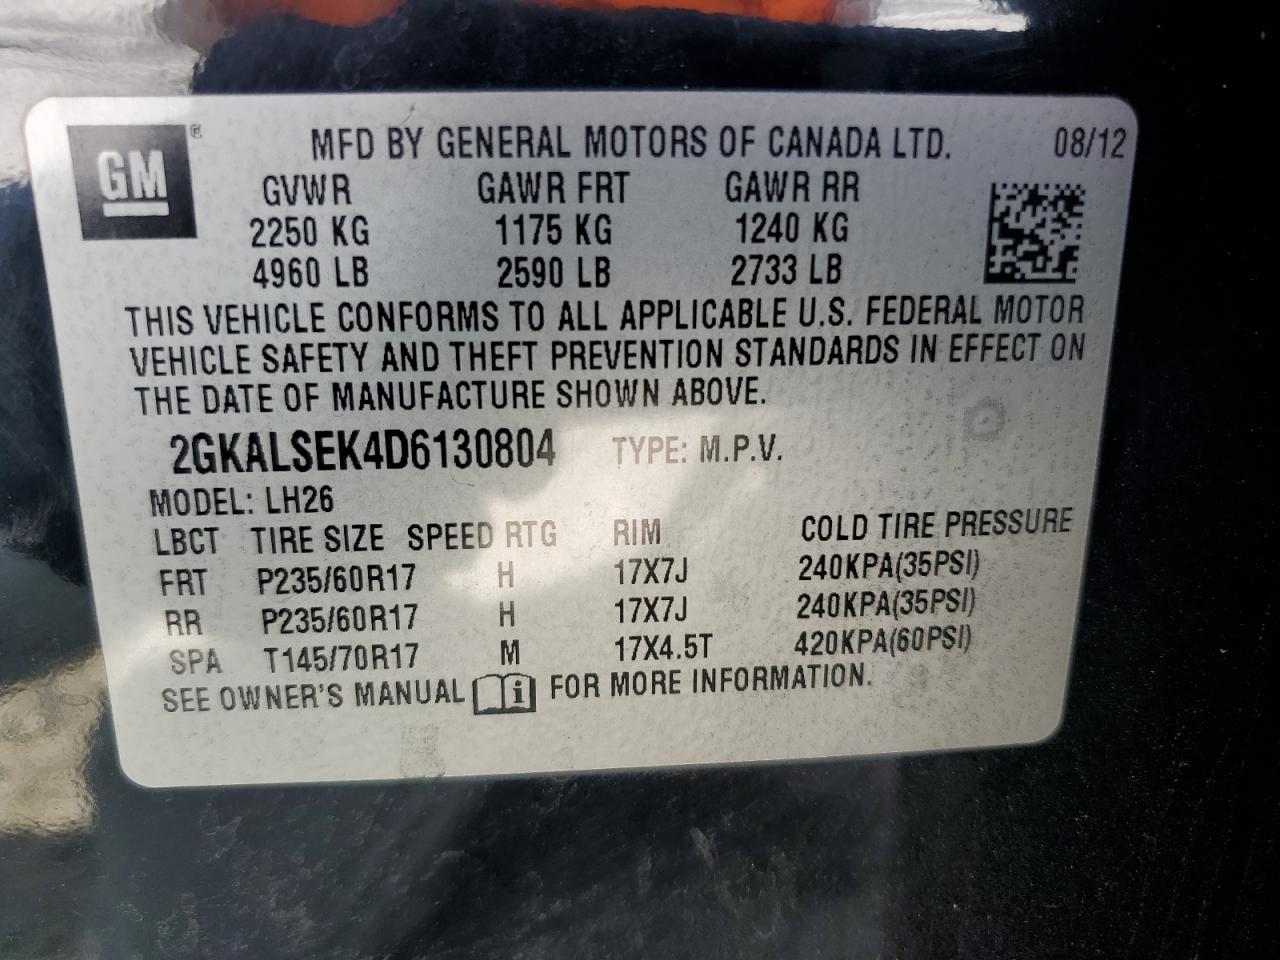 GM ® MFD BY GENERAL MOTORS OF CANADA LTD. 08/12
GVWR GAWR FRT GAWR RR
2250 KG 1175 KG 1240 KG
4960 LB 2590 LB 2733 LB
THIS VEHICLE CONFORMS TO ALL APPLICABLE U.S. FEDERAL MOTOR
VEHICLE SAFETY AND THEFT PREVENTION STANDARDS IN EFFECT ON
THE DATE OF MANUFACTURE SHOWN ABOVE.
2GKALSEK4D6130804 TYPE: M.P.V.
MODEL: LH26
LBCT TIRE SIZE SPEED RTG RIM COLD TIRE PRESSURE
FRT P235/60R17 H 17X7J 240KPA(35PSI)
RR P235/60R17 H 17X7J 240KPA(35PSI)
SPA T145/70R17 M 17X4.5T 420KPA(60PSI)
SEE OWNER'S MANUAL i FOR MORE INFORMATION.